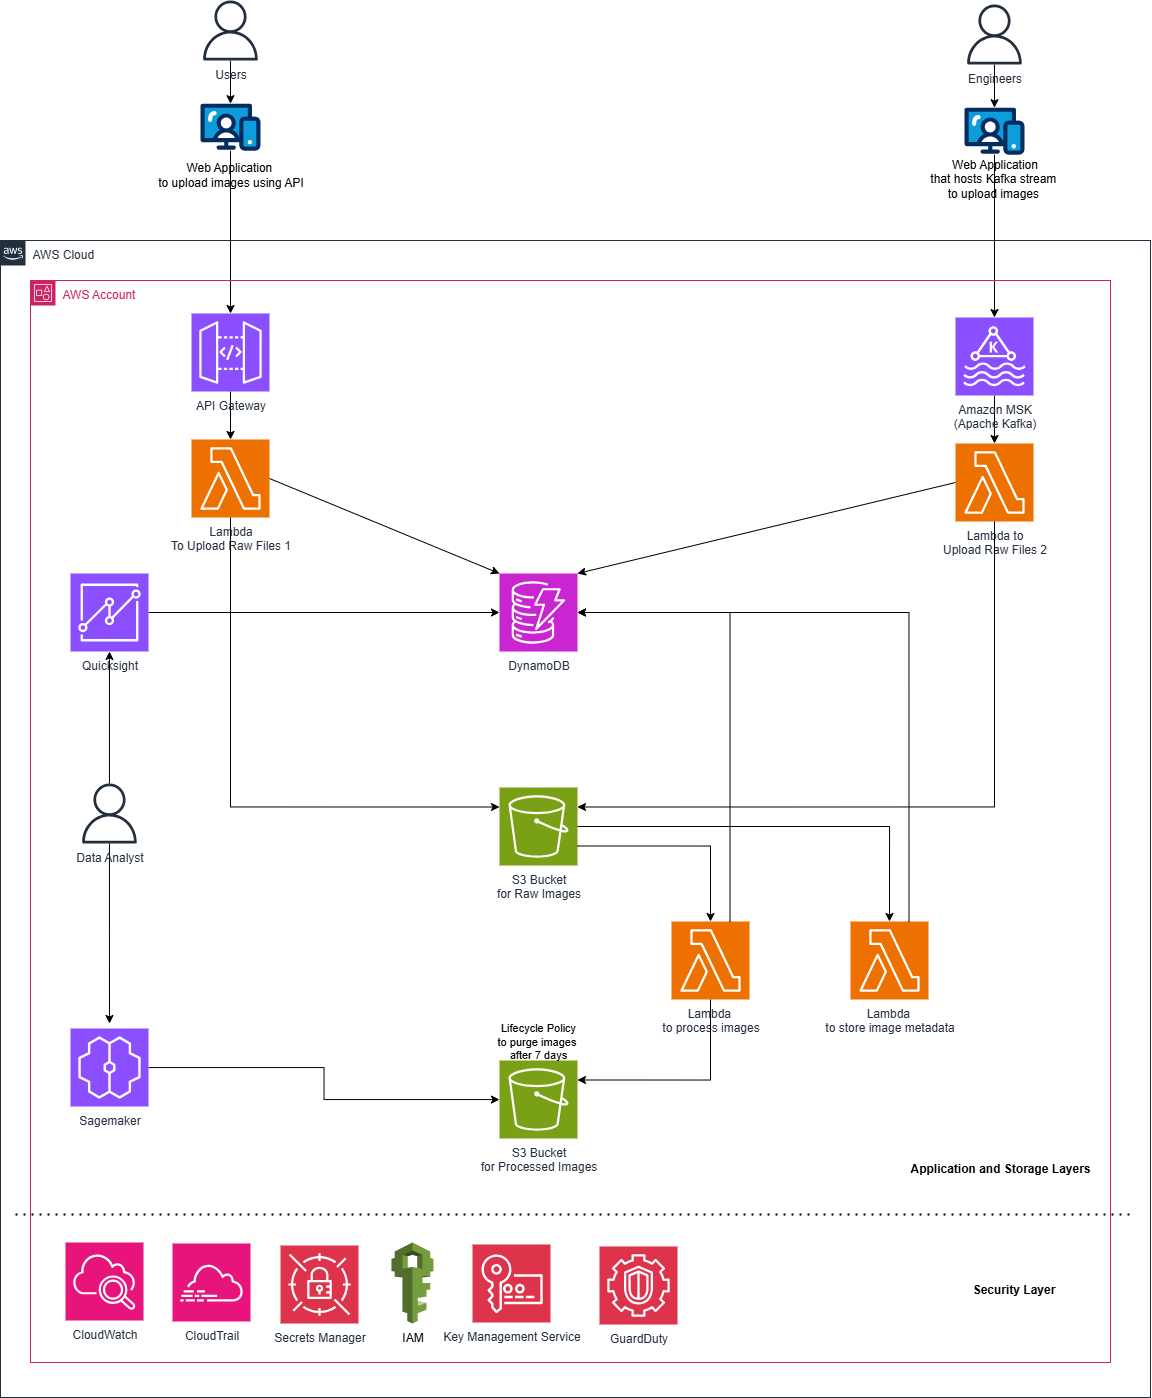 Users
Engineers
Web Application
to upload images using API
Web Application
that hosts Kafka stream
to upload images
aws
AWS Cloud
AWS Account
</>
K
API Gateway
Amazon MSK
(Apache Kafka)
Lambda
To Upload Raw Files 1
Lambda to
Upload Raw Files 2
Quicksight
DynamoDB
Data Analyst
S3 Bucket
for Raw Images
Lambda
to process images
Lambda
to store image metadata
Lifecycle Policy
to purge images
after 7 days
Sagemaker
S3 Bucket
for Processed Images
Application and Storage Layers
Security Layer
CloudWatch
CloudTrail
Secrets Manager
IAM
Key Management Service
GuardDuty